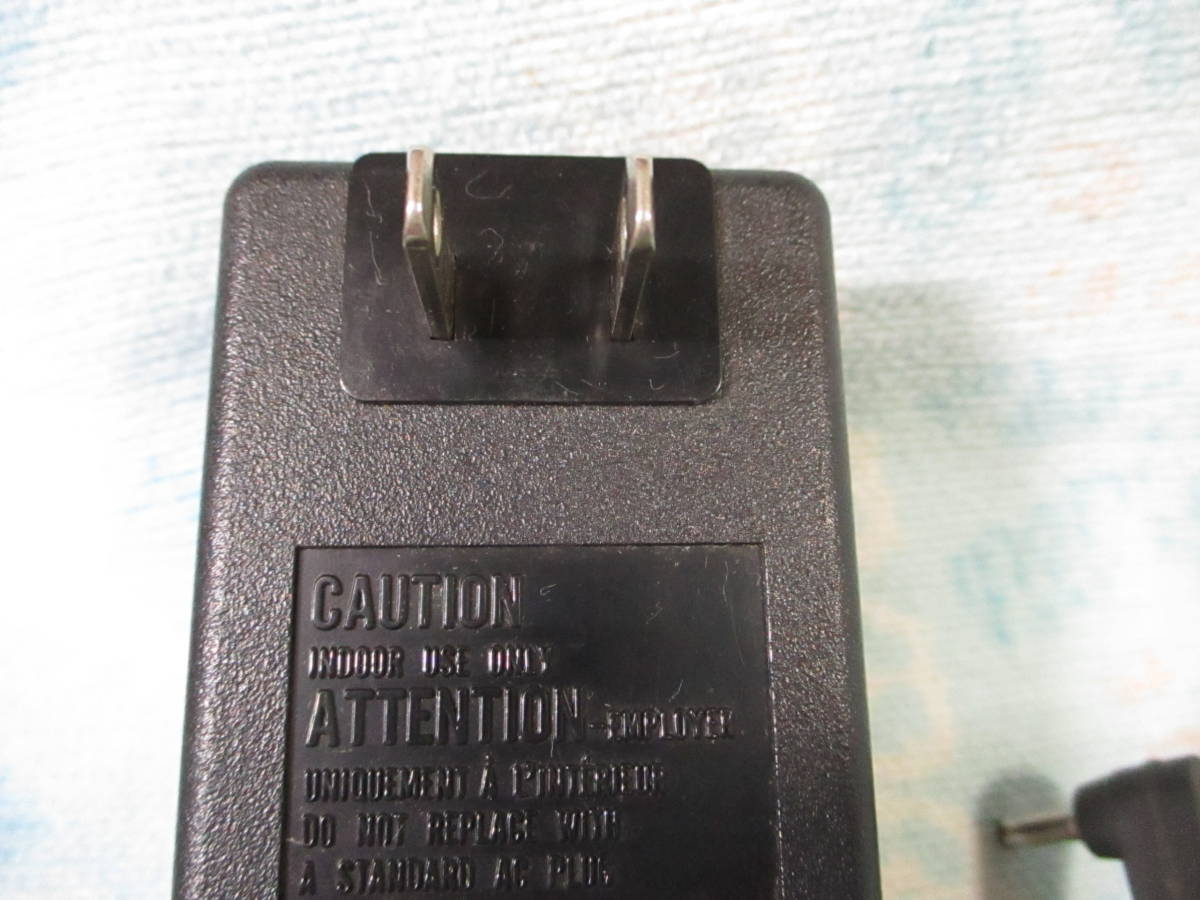 CAUTION
INDOOR USE ONLY
ATTENTION-EMPLOYER
UNIQUEMENT À L'INTÉRIEUR
DO NOT REPLACE WITH
A STANDARD AC PLUG